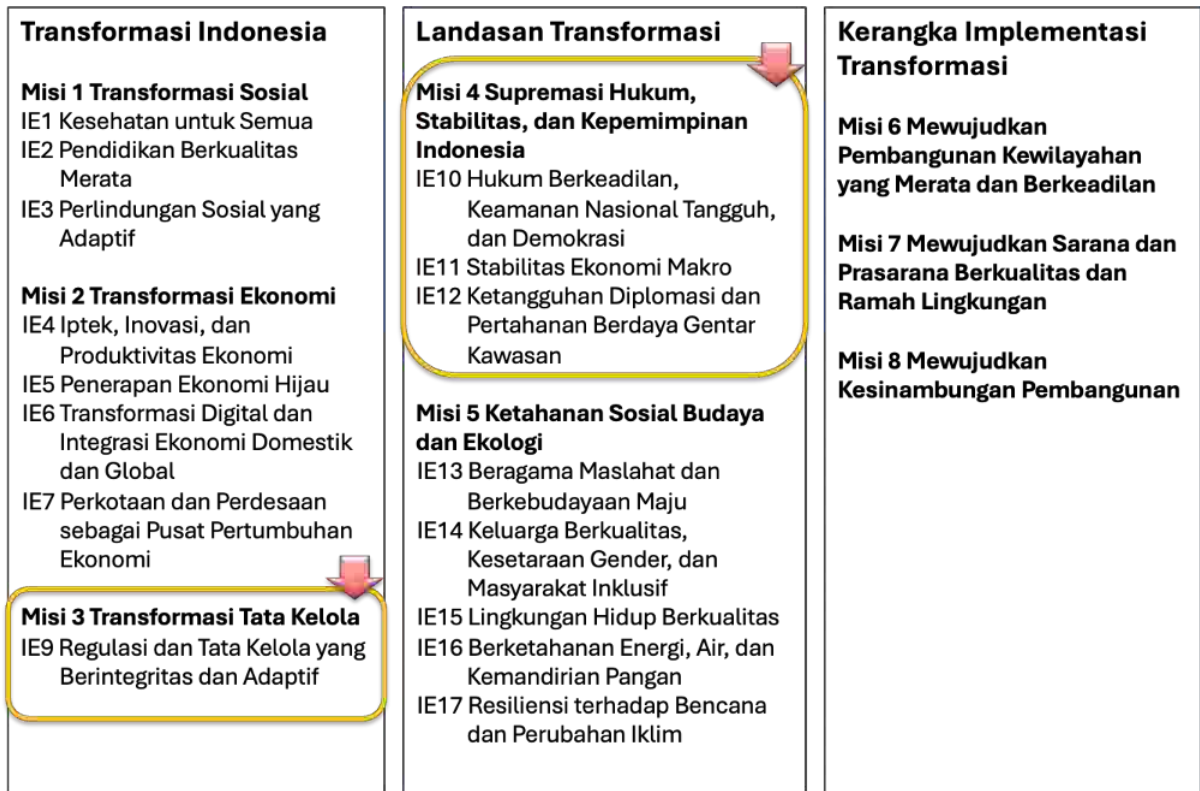 Transformasi Indonesia
Misi 1 Transformasi Sosial
IE1 Kesehatan untuk Semua
IE2 Pendidikan Berkualitas
Merata
IE3 Perlindungan Sosial yang
Adaptif
Misi 2 Transformasi Ekonomi
IE4 Iptek, Inovasi, dan
Produktivitas Ekonomi
IE5 Penerapan Ekonomi Hijau
IE6 Transformasi Digital dan
Integrasi Ekonomi Domestik
dan Global
IE7 Perkotaan dan Perdesaan
sebagai Pusat Pertumbuhan
Ekonomi
Misi 3 Transformasi Tata Kelola
IE9 Regulasi dan Tata Kelola yang
Berintegritas dan Adaptif
Landasan Transformasi
Misi 4 Supremasi Hukum,
Stabilitas, dan Kepemimpinan
Indonesia
IE10 Hukum Berkeadilan,
Keamanan Nasional Tangguh,
dan Demokrasi
IE11 Stabilitas Ekonomi Makro
IE12 Ketangguhan Diplomasi dan
Pertahanan Berdaya Gentar
Kawasan
Misi 5 Ketahanan Sosial Budaya
dan Ekologi
IE13 Beragama Maslahat dan
Berkebudayaan Maju
IE14 Keluarga Berkualitas,
Kesetaraan Gender, dan
Masyarakat Inklusif
IE15 Lingkungan Hidup Berkualitas
IE16 Berketahanan Energi, Air, dan
Kemandirian Pangan
IE17 Resiliensi terhadap Bencana
dan Perubahan Iklim
Kerangka Implementasi
Transformasi
Misi 6 Mewujudkan
Pembangunan Kewilayahan
yang Merata dan Berkeadilan
Misi 7 Mewujudkan Sarana dan
Prasarana Berkualitas dan
Ramah Lingkungan
Misi 8 Mewujudkan
Kesinambungan Pembangunan